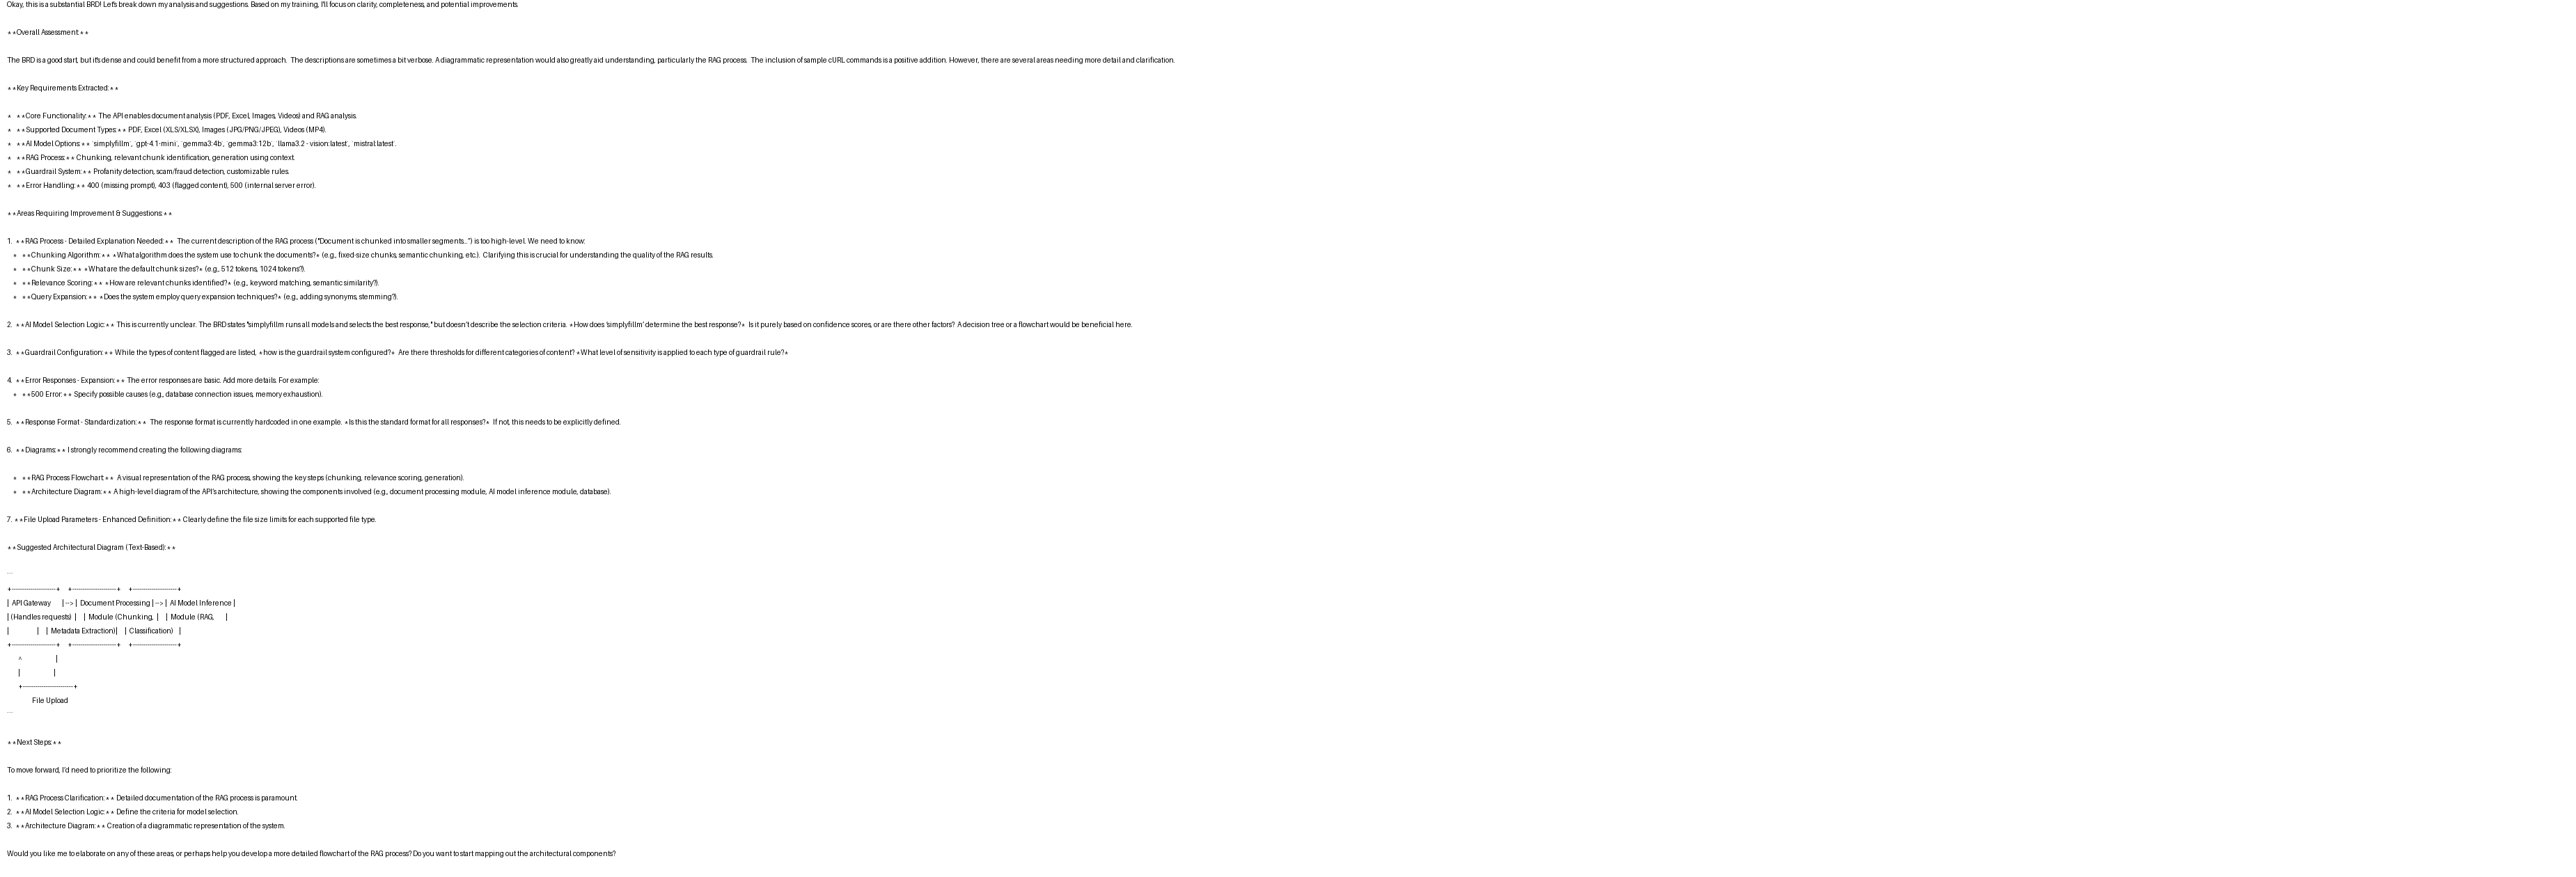 Okay, this is a substantial BRD! Let's break down my analysis and suggestions. Based on my training, I'll focus on clarity, completeness, and potential improvements.
**Overall Assessment:**
The BRD is a good start, but it's dense and could benefit from a more structured approach.  The descriptions are sometimes a bit verbose. A diagrammatic representation would also greatly aid understanding, particularly the RAG process.  The inclusion of sample cURL commands is a positive addition. However, there are several areas needing more detail and clarification.
**Key Requirements Extracted:**
*   **Core Functionality:** The API enables document analysis (PDF, Excel, Images, Videos) and RAG analysis.
*   **Supported Document Types:** PDF, Excel (XLS/XLSX), Images (JPG/PNG/JPEG), Videos (MP4).
*   **AI Model Options:** `simplyfillm`, `gpt-4.1-mini`, `gemma3:4b`, `gemma3:12b`, `llama3.2 - vision:latest`, `mistral:latest`.
*   **RAG Process:** Chunking, relevant chunk identification, generation using context.
*   **Guardrail System:** Profanity detection, scam/fraud detection, customizable rules.
*   **Error Handling:** 400 (missing prompt), 403 (flagged content), 500 (internal server error).
**Areas Requiring Improvement & Suggestions:**
1.  **RAG Process - Detailed Explanation Needed:**  The current description of the RAG process ("Document is chunked into smaller segments...") is too high-level. We need to know:
*   **Chunking Algorithm:** *What algorithm does the system use to chunk the documents?* (e.g., fixed-size chunks, semantic chunking, etc.).  Clarifying this is crucial for understanding the quality of the RAG results.
*   **Chunk Size:** *What are the default chunk sizes?* (e.g., 512 tokens, 1024 tokens?).
*   **Relevance Scoring:** *How are relevant chunks identified?* (e.g., keyword matching, semantic similarity?).
*   **Query Expansion:** *Does the system employ query expansion techniques?* (e.g., adding synonyms, stemming?).
2.  **AI Model Selection Logic:** This is currently unclear. The BRD states "simplyfillm runs all models and selects the best response," but doesn't describe the selection criteria. *How does 'simplyfillm' determine the best response?*  Is it purely based on confidence scores, or are there other factors?  A decision tree or a flowchart would be beneficial here.
3.  **Guardrail Configuration:** While the types of content flagged are listed, *how is the guardrail system configured?*  Are there thresholds for different categories of content? *What level of sensitivity is applied to each type of guardrail rule?*
4.  **Error Responses - Expansion:** The error responses are basic. Add more details. For example:
*   **500 Error:** Specify possible causes (e.g., database connection issues, memory exhaustion).
5.  **Response Format - Standardization:**  The response format is currently hardcoded in one example. *Is this the standard format for all responses?*  If not, this needs to be explicitly defined.
6.  **Diagrams:** I strongly recommend creating the following diagrams:
*   **RAG Process Flowchart:**  A visual representation of the RAG process, showing the key steps (chunking, relevance scoring, generation).
*   **Architecture Diagram:** A high-level diagram of the API's architecture, showing the components involved (e.g., document processing module, AI model inference module, database).
7. **File Upload Parameters - Enhanced Definition:** Clearly define the file size limits for each supported file type.
**Suggested Architectural Diagram (Text-Based):**
```
+---------------------+    +---------------------+    +---------------------+
|  API Gateway      | --> |  Document Processing | --> |  AI Model Inference |
| (Handles requests)  |    |  Module (Chunking,  |    |  Module (RAG,      |
|                |    |  Metadata Extraction)|    |  Classification)   |
+---------------------+    +---------------------+    +---------------------+
^                  |
|                  |
+-------------------------+
File Upload
```
**Next Steps:**
To move forward, I'd need to prioritize the following:
1.  **RAG Process Clarification:** Detailed documentation of the RAG process is paramount.
2.  **AI Model Selection Logic:** Define the criteria for model selection.
3.  **Architecture Diagram:** Creation of a diagrammatic representation of the system.
Would you like me to elaborate on any of these areas, or perhaps help you develop a more detailed flowchart of the RAG process? Do you want to start mapping out the architectural components?